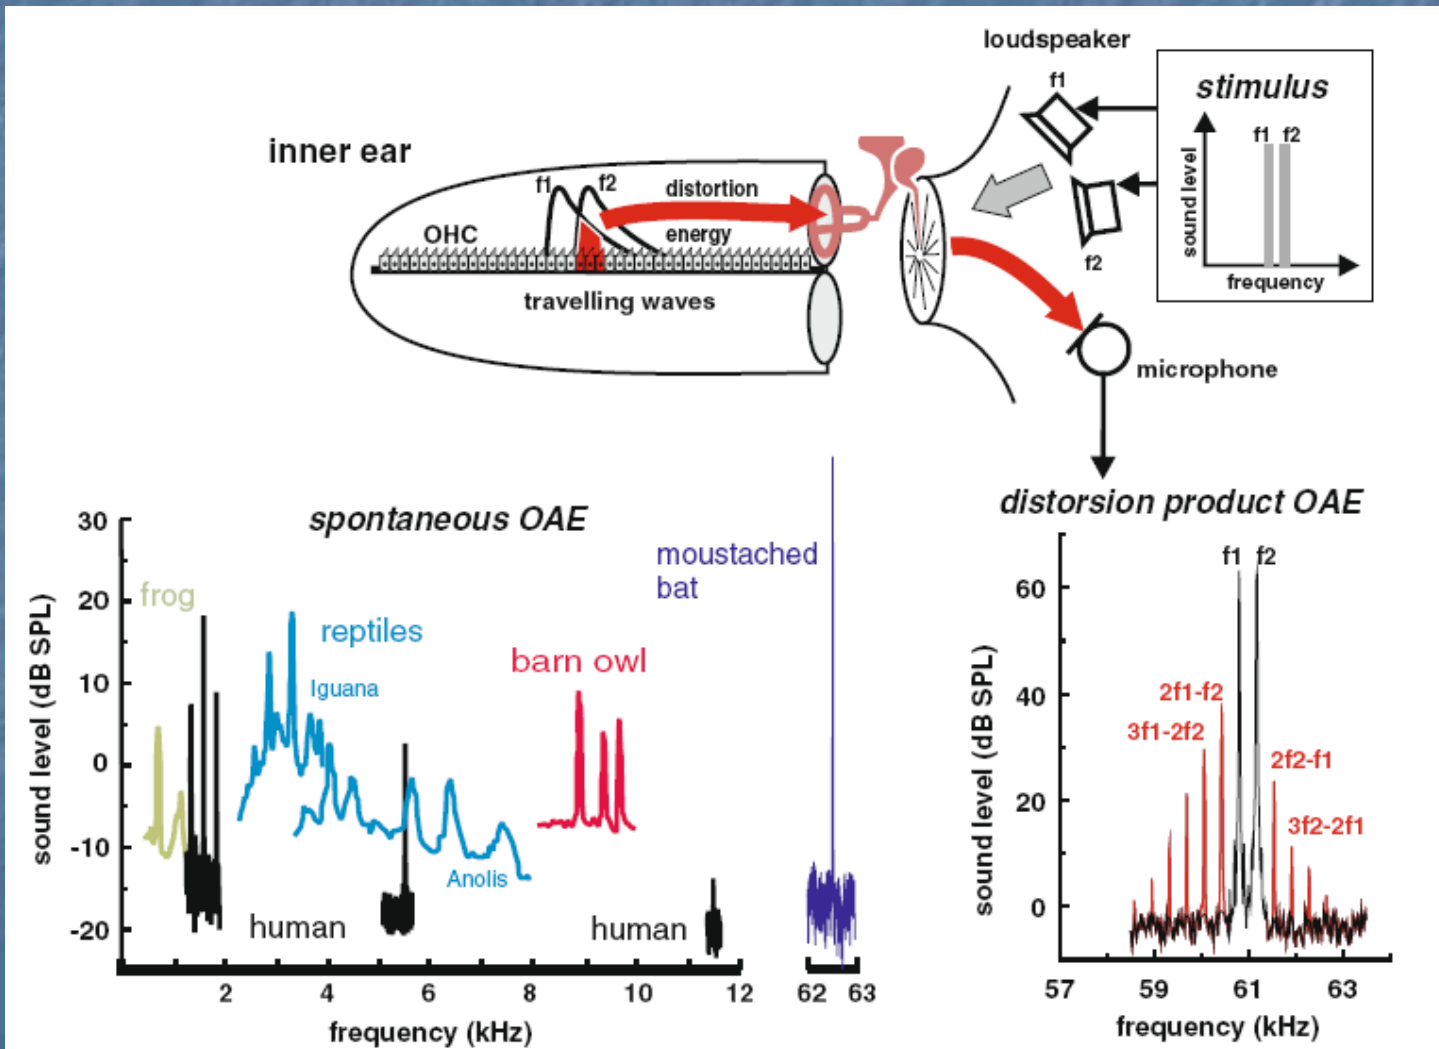 loudspeaker
f1
stimulus
f1 f2
sound level
frequency
f2
inner ear
f1 f2
distortion
energy
OHC
travelling waves
microphone
spontaneous OAE
30
20
10
0
-10
-20
sound level (dB SPL)
frog
reptiles
Iguana
Anolis
barn owl
moustached
bat
human
human
2 4 6 8 10 12 62 63
frequency (kHz)
distorsion product OAE
f1 f2
60
40
20
0
sound level (dB SPL)
2f1-f2
3f1-2f2
2f2-f1
3f2-2f1
57 59 61 63
frequency (kHz)